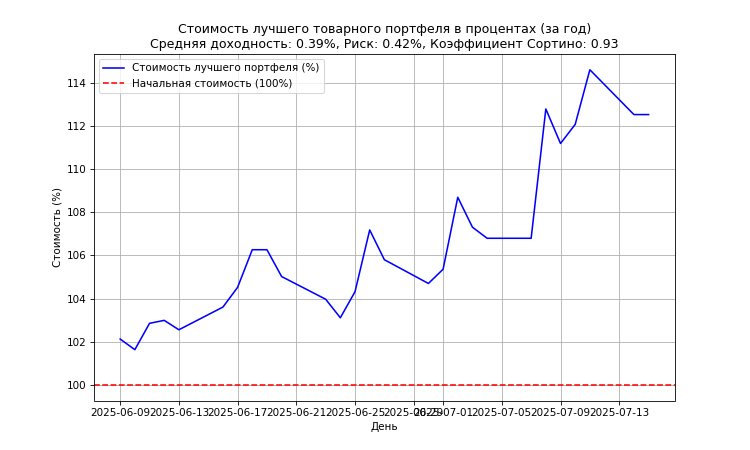 Стоимость лучшего товарного портфеля в процентах (за год)
Средняя доходность: 0.39%, Риск: 0.42%, Коэффициент Сортино: 0.93
Стоимость лучшего портфеля (%)
Начальная стоимость (100%)
Стоимость (%)
114
112
110
108
106
104
102
100
2025-06-09 2025-06-13 2025-06-17 2025-06-21 2025-06-25 2025-06-29 2025-07-01 2025-07-05 2025-07-09 2025-07-13
День